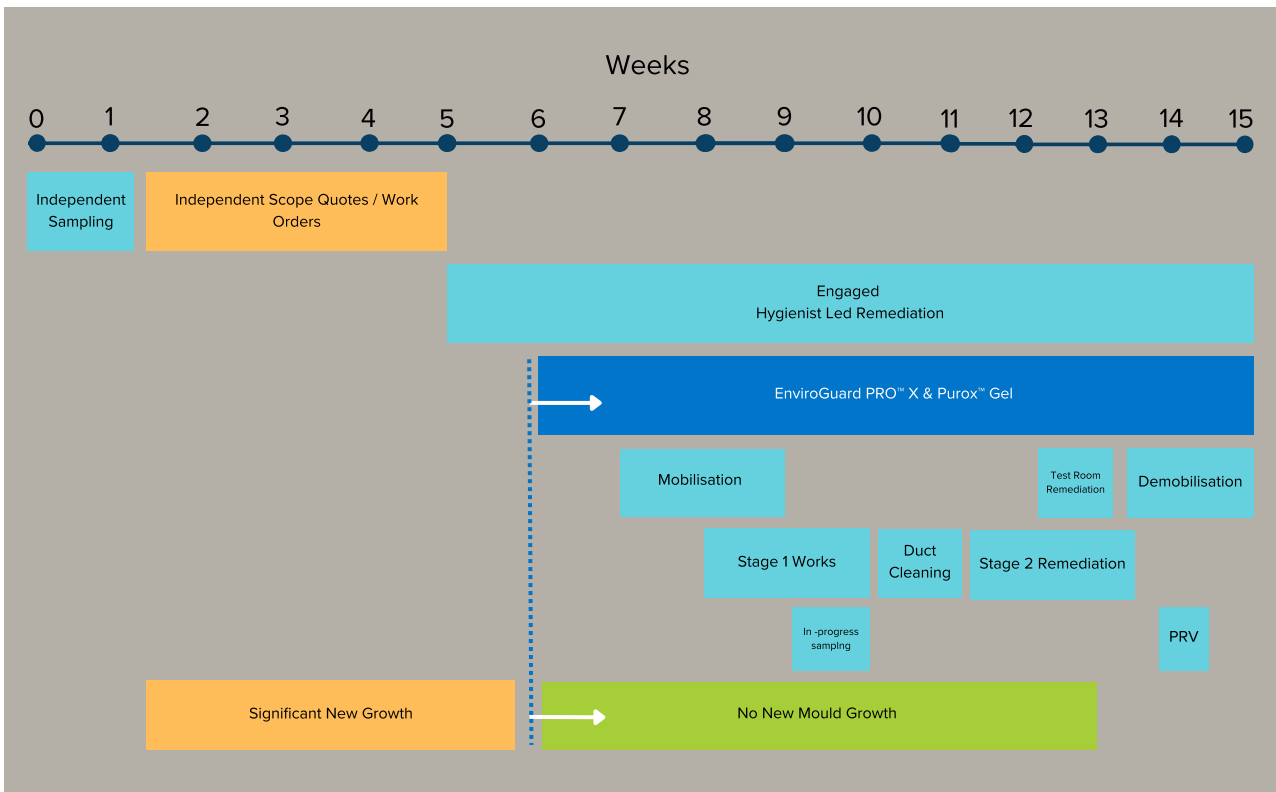 Weeks
0 1 2 3 4 5 6 7 8 9 10 11 12 13 14 15
Independent
Sampling
Independent Scope Quotes / Work
Orders
Engaged
Hygienist Led Remediation
EnviroGuard PRO™ X & Purox™ Gel
Mobilisation
Test Room
Remediation
Demobilisation
Stage 1 Works
Duct
Cleaning
Stage 2 Remediation
In -progress
samplng
PRV
Significant New Growth
No New Mould Growth